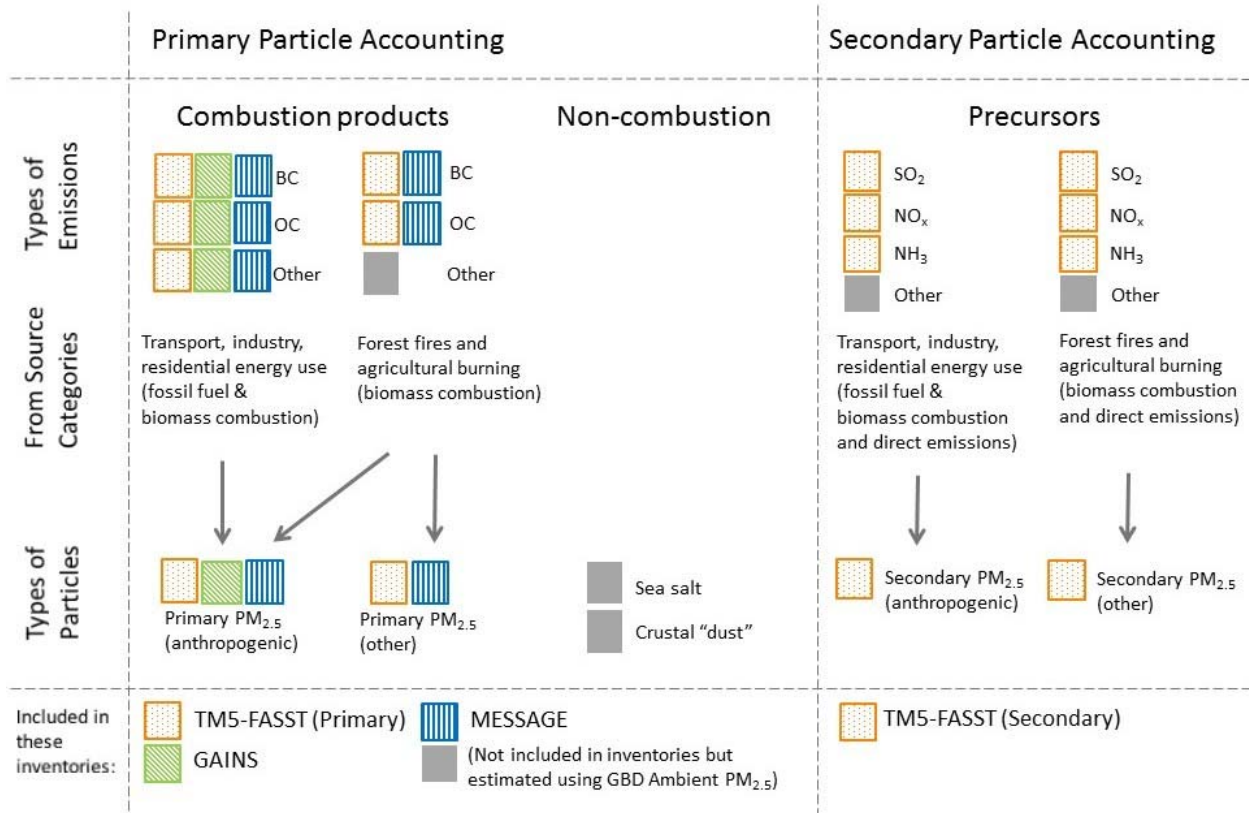 Primary Particle Accounting
Secondary Particle Accounting
Types of
Emissions
Combustion products
Non-combustion
Precursors
BC
OC
Other
BC
OC
Other
SO₂
NOₓ
NH₃
Other
SO₂
NOₓ
NH₃
Other
From Source
Categories
Transport, industry,
residential energy use
(fossil fuel &
biomass combustion)
Forest fires and
agricultural burning
(biomass combustion)
Transport, industry,
residential energy use
(fossil fuel &
biomass combustion
and direct emissions)
Forest fires and
agricultural burning
(biomass combustion
and direct emissions)
Types of
Particles
Primary PM₂.₅
(anthropogenic)
Primary PM₂.₅
(other)
Sea salt
Crustal “dust”
Secondary PM₂.₅
(anthropogenic)
Secondary PM₂.₅
(other)
Included in
these
inventories:
TM5-FASST (Primary)
GAINS
MESSAGE
(Not included in inventories but
estimated using GBD Ambient PM₂.₅)
TM5-FASST (Secondary)